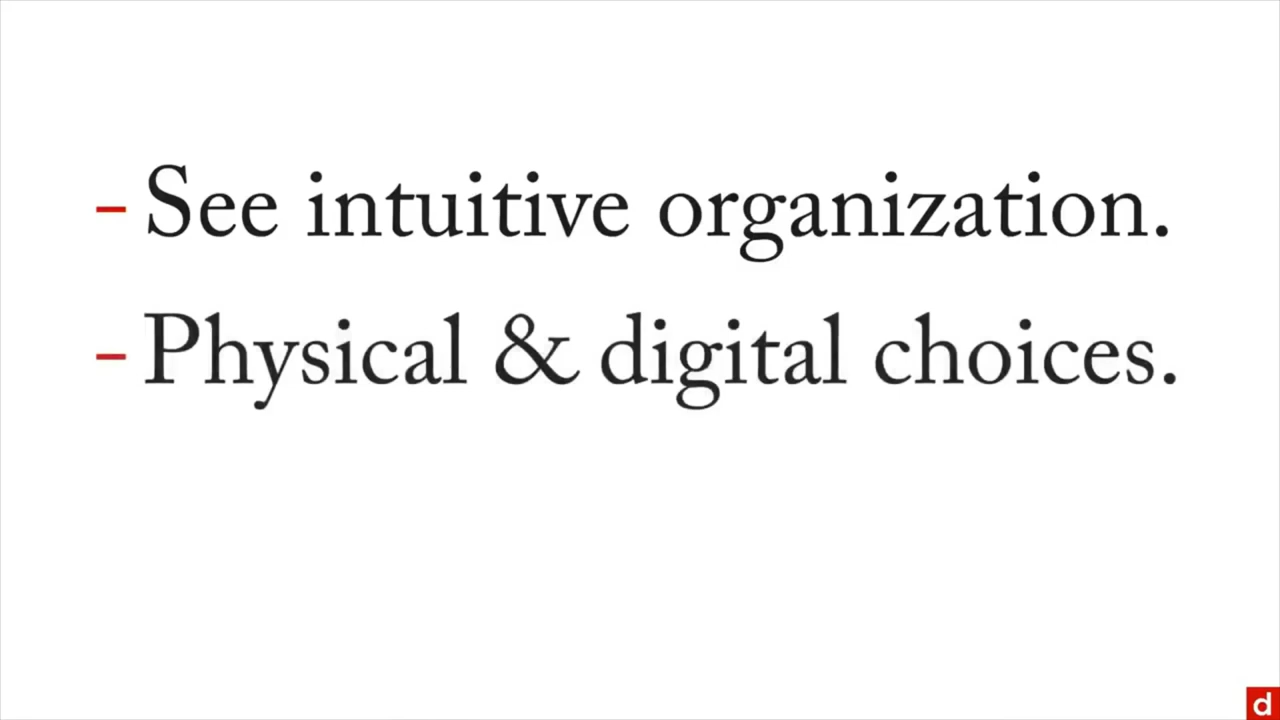 - See intuitive organization.
- Physical & digital choices.
d